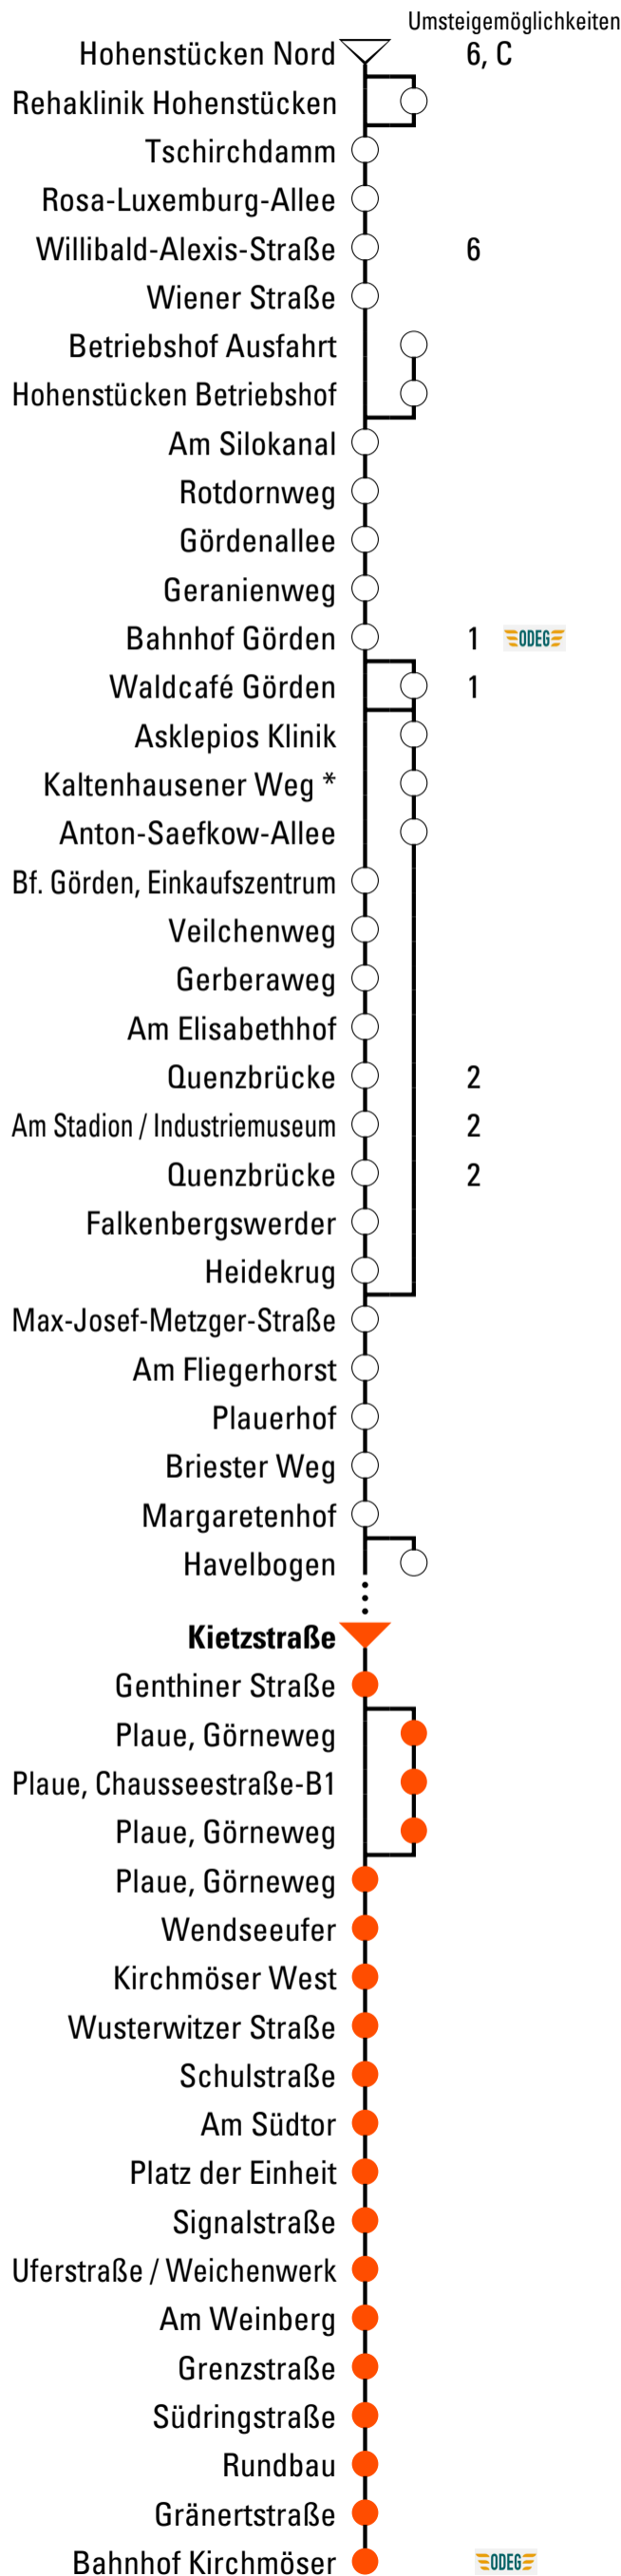 Umsteigemöglichkeiten
Hohenstücken Nord 6, C
Rehaklinik Hohenstücken
Tschirchdamm
Rosa-Luxemburg-Allee
Willibald-Alexis-Straße 6
Wiener Straße
Betriebshof Ausfahrt
Hohenstücken Betriebshof
Am Silokanal
Rotdornweg
Gördenallee
Geranienweg
Bahnhof Görden 1 ODEG
Waldcafé Görden 1
Asklepios Klinik
Kaltenhausener Weg *
Anton-Saefkow-Allee
Bf. Görden, Einkaufszentrum
Veilchenweg
Gerberaweg
Am Elisabethhof
Quenzbrücke 2
Am Stadion / Industriemuseum 2
Quenzbrücke 2
Falkenbergswerder
Heidekrug
Max-Josef-Metzger-Straße
Am Fliegerhorst
Plauerhof
Briester Weg
Margaretenhof
Havelbogen
Kietzstraße
Genthiner Straße
Plaue, Görneweg
Plaue, Chausseestraße-B1
Plaue, Görneweg
Plaue, Görneweg
Wendseeufer
Kirchmöser West
Wusterwitzer Straße
Schulstraße
Am Südtor
Platz der Einheit
Signalstraße
Uferstraße / Weichenwerk
Am Weinberg
Grenzstraße
Südringstraße
Rundbau
Gränertstraße
Bahnhof Kirchmöser ODEG